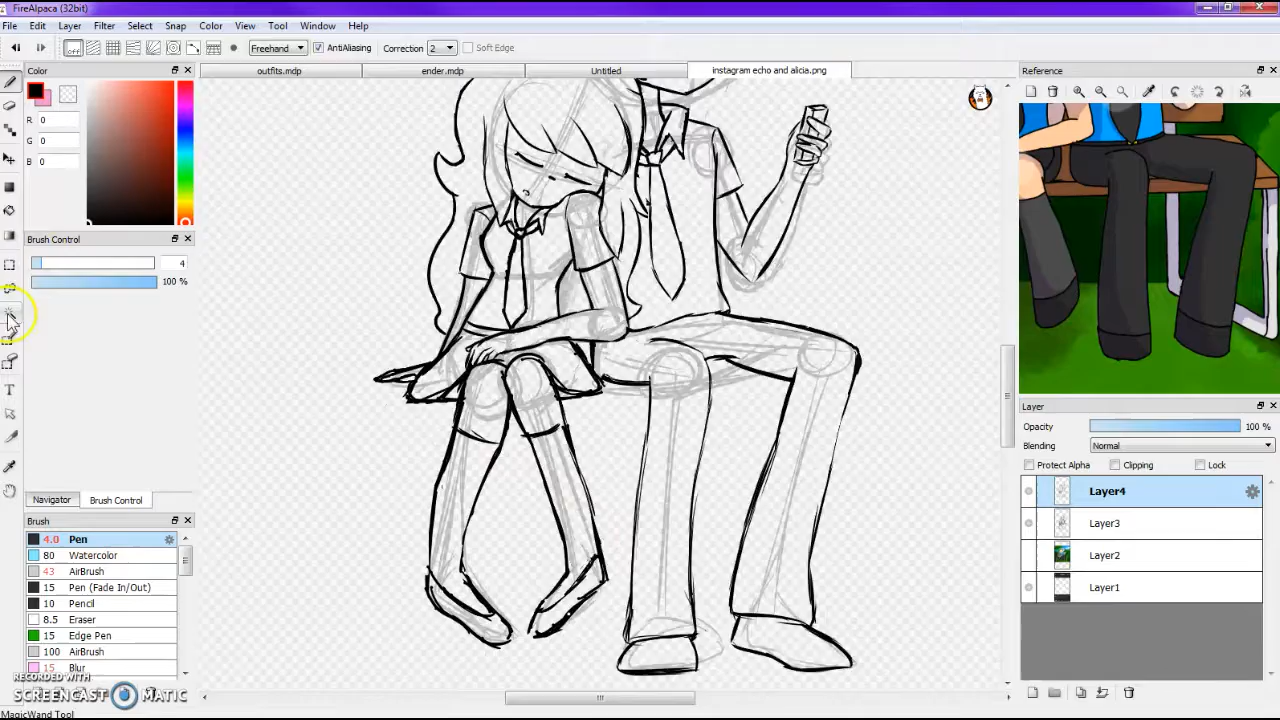 FireAlpaca (32bit)
File Edit Layer Filter Select Snap Color View Tool Window Help
OFF Freehand AntiAliasing Correction 2 Soft Edge
Color
outfits.mdp ender.mdp Untitled instagram echo and alicia.png
Reference
R 0
G 0
B 0
Brush Control
4
100 %
Layer
Opacity 100 %
Blending Normal
Protect Alpha Clipping Lock
Layer4
Layer3
Layer2
Layer1
T
Navigator Brush Control
Brush
4.0 Pen
80 Watercolor
43 AirBrush
15 Pen (Fade In/Out)
10 Pencil
8.5 Eraser
15 Edge Pen
100 AirBrush
15 Blur
RECORDED WITH
SCREENCAST MATIC
MagicWand Tool